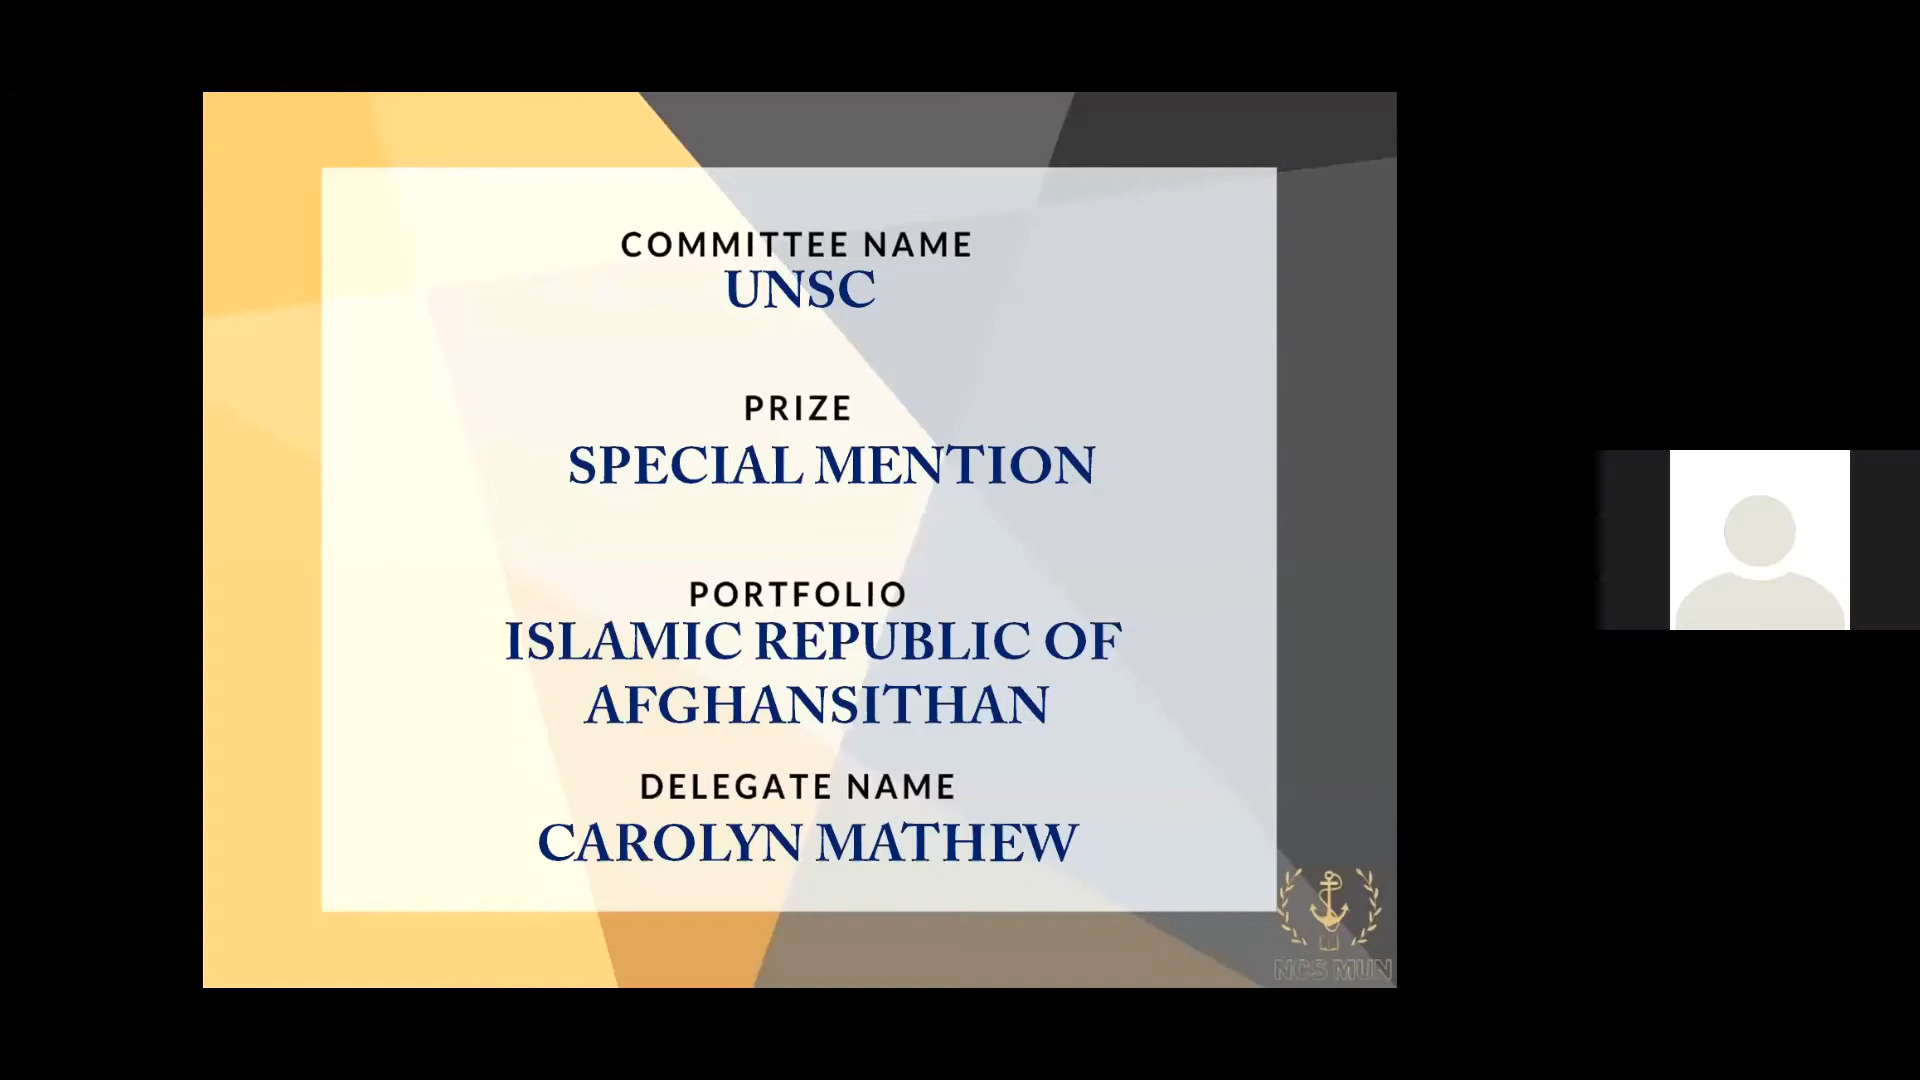 COMMITTEE NAME
UNSC
PRIZE
SPECIAL MENTION
PORTFOLIO
ISLAMIC REPUBLIC OF
AFGHANSITHAN
DELEGATE NAME
CAROLYN MATHEW
NCS MUN